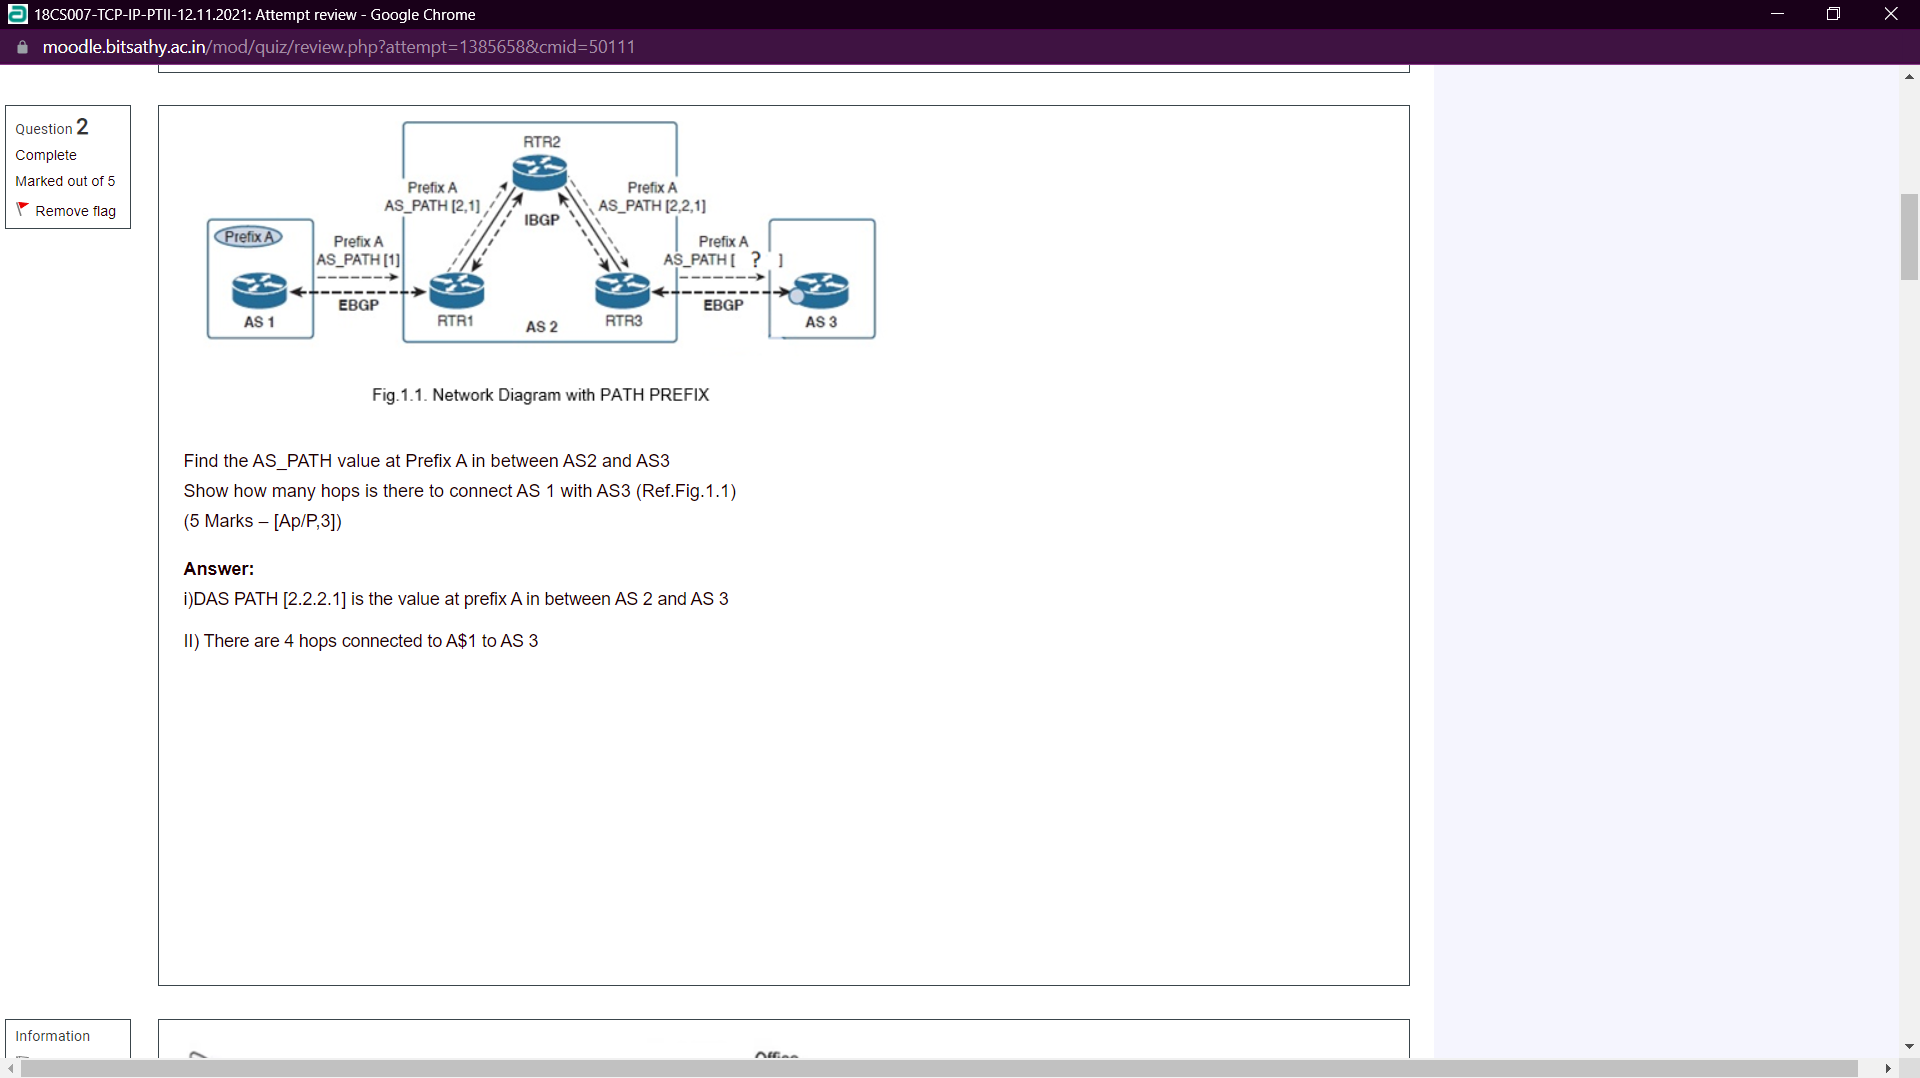 18CS007-TCP-IP-PTII-12.11.2021: Attempt review - Google Chrome
moodle.bitsathy.ac.in/mod/quiz/review.php?attempt=1385658&cmid=50111
Question 2
Complete
Marked out of 5
Remove flag
RTR2
Prefix A
AS_PATH [2,1]
Prefix A
AS_PATH [2,2,1]
IBGP
Prefix A
Prefix A
AS_PATH [1]
Prefix A
AS_PATH [ ? ]
EBGP
EBGP
AS 1
RTR1
AS 2
RTR3
AS 3
Fig.1.1. Network Diagram with PATH PREFIX
Find the AS_PATH value at Prefix A in between AS2 and AS3
Show how many hops is there to connect AS 1 with AS3 (Ref.Fig.1.1)
(5 Marks – [Ap/P,3])
Answer:
i)DAS PATH [2.2.2.1] is the value at prefix A in between AS 2 and AS 3
II) There are 4 hops connected to A$1 to AS 3
Information
Office